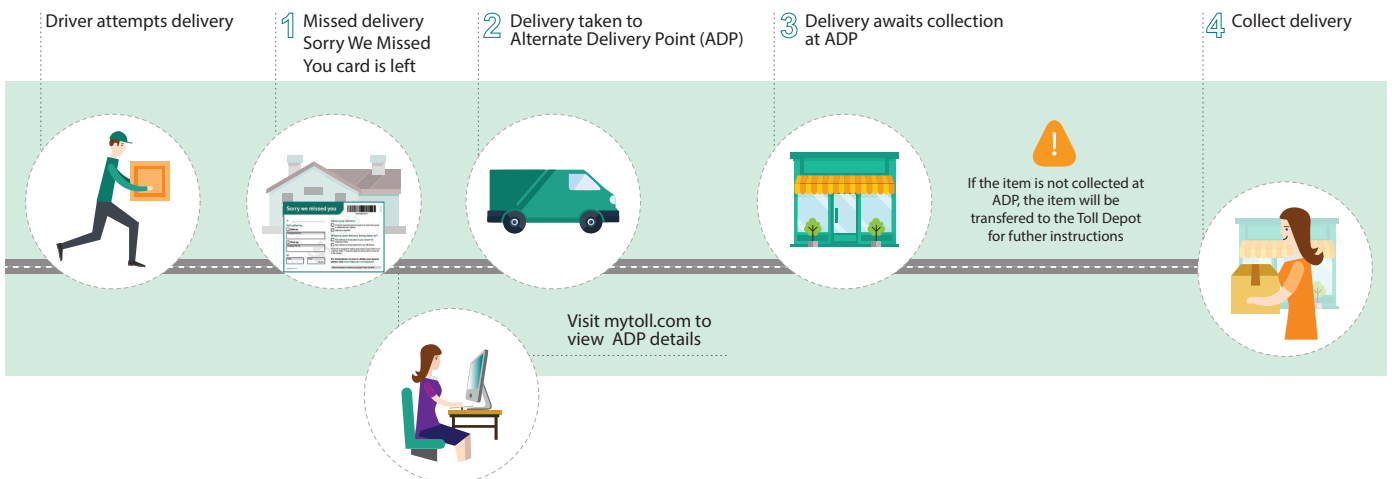 Driver attempts delivery
1 Missed delivery
Sorry We Missed
You card is left
2 Delivery taken to
Alternate Delivery Point (ADP)
3 Delivery awaits collection
at ADP
4 Collect delivery
Sorry we missed you
!
If the item is not collected at
ADP, the item will be
transfered to the Toll Depot
for futher instructions
Visit mytoll.com to
view ADP details